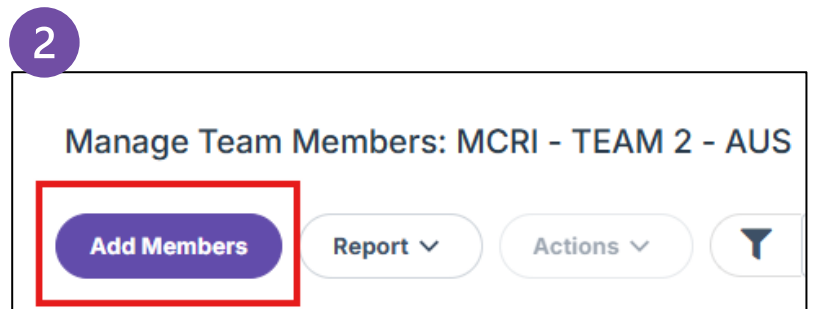 2
Manage Team Members: MCRI - TEAM 2 - AUS
Add Members Report Actions